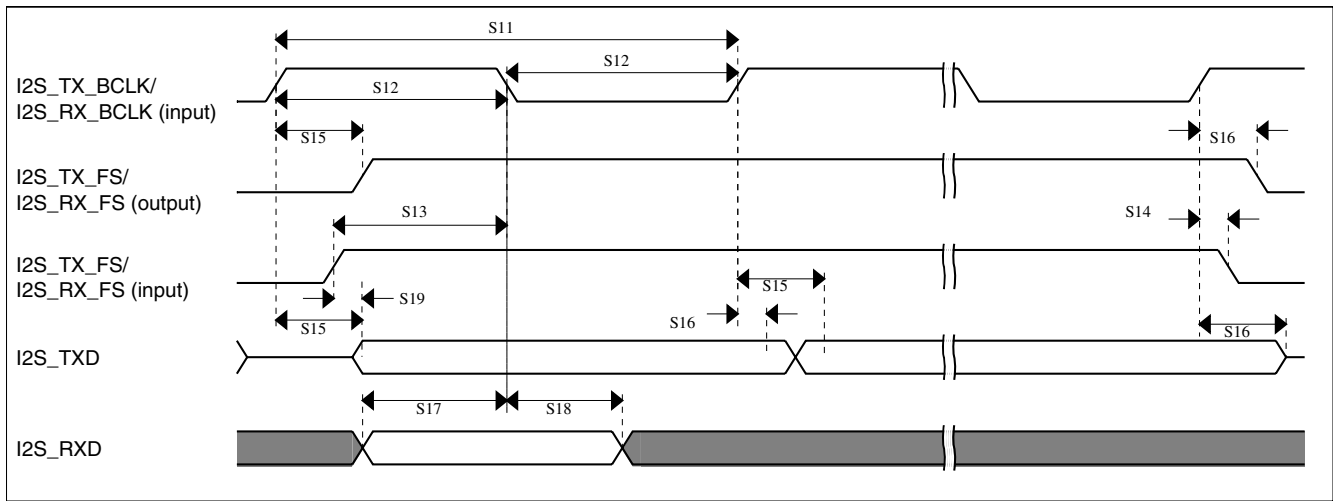 S11
I2S_TX_BCLK/
I2S_RX_BCLK (input)
S12
S12
S15
S16
I2S_TX_FS/
I2S_RX_FS (output)
S13
S14
I2S_TX_FS/
I2S_RX_FS (input)
S15
S19
S15
S16
S16
I2S_TXD
S17
S18
I2S_RXD